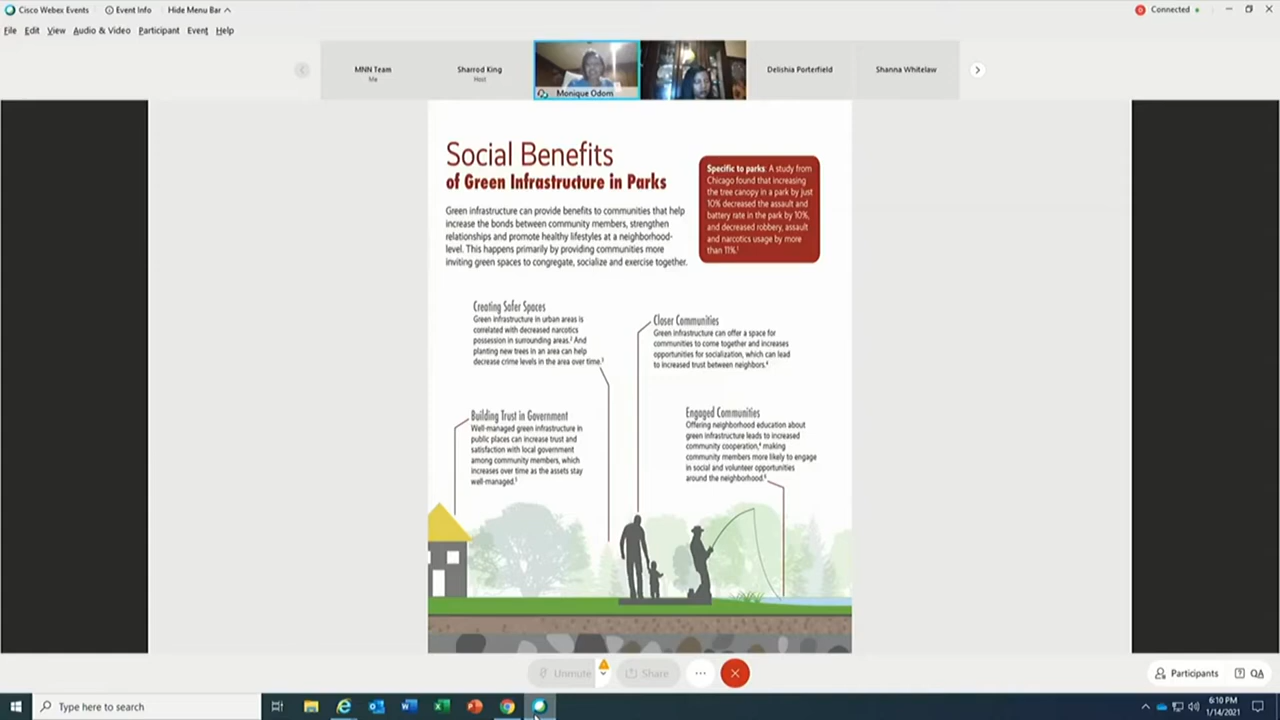 Cisco Webex Events
Event Info
Hide Menu Bar
Connected
File Edit View Audio & Video Participant Event Help
MNN Team
Me
Sharrod King
Host
Monique Odom
Delishia Porterfield
Shanna Whitelaw
Social Benefits
of Green Infrastructure in Parks
Green infrastructure can provide benefits to communities that help
increase the bonds between community members, strengthen
relationships and promote healthy lifestyles at a neighborhood-
level. This happens primarily by providing communities more
inviting green spaces to congregate, socialize and exercise together.
Specific to parks: A study from
Chicago found that increasing
the tree canopy in a park by just
10% decreased the assault and
battery rate in the park by 10%,
and decreased robbery, assault
and narcotics usage by more
than 11%.¹
Creating Safer Spaces
Green infrastructure in urban areas is
correlated with decreased narcotics
possession in surrounding areas.² And
planting new trees in an area can help
decrease crime levels in the area over time.³
Closer Communities
Green infrastructure can offer a space for
communities to come together and increases
opportunities for socialization, which can lead
to increased trust between neighbors.⁴
Building Trust in Government
Well-managed green infrastructure in
public places can increase trust and
satisfaction with local government
among community members, which
increases over time as the assets stay
well-managed.⁵
Engaged Communities
Offering neighborhood education about
green infrastructure leads to increased
community cooperation, making
community members more likely to engage
in social and volunteer opportunities
around the neighborhood.
Unmute
Share
Participants
QA
Type here to search
6:10 PM
1/14/2021